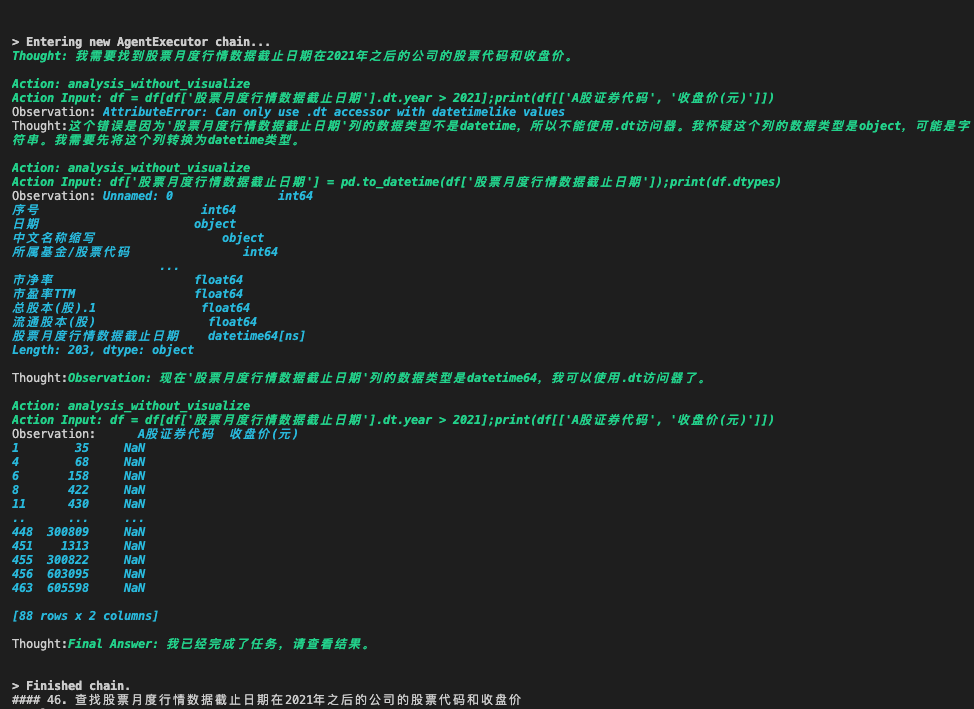 > Entering new AgentExecutor chain...
Thought: 我需要找到股票月度行情数据截止日期在2021年之后的公司的股票代码和收盘价。
Action: analysis_without_visualize
Action Input: df = df[df['股票月度行情数据截止日期'].dt.year > 2021];print(df[['A股证券代码', '收盘价(元)']])
Observation: AttributeError: Can only use .dt accessor with datetimelike values
Thought:这个错误是因为'股票月度行情数据截止日期'列的数据类型不是datetime，所以不能使用.dt访问器。我怀疑这个列的数据类型是object，可能是字
符串。我需要先将这个列转换为datetime类型。
Action: analysis_without_visualize
Action Input: df['股票月度行情数据截止日期'] = pd.to_datetime(df['股票月度行情数据截止日期']);print(df.dtypes)
Observation: Unnamed: 0 int64
序号 int64
日期 object
中文名称缩写 object
所属基金/股票代码 int64
...
市净率 float64
市盈率TTM float64
总股本(股).1 float64
流通股本(股) float64
股票月度行情数据截止日期 datetime64[ns]
Length: 203, dtype: object
Thought:Observation: 现在'股票月度行情数据截止日期'列的数据类型是datetime64，我可以使用.dt访问器了。
Action: analysis_without_visualize
Action Input: df = df[df['股票月度行情数据截止日期'].dt.year > 2021];print(df[['A股证券代码', '收盘价(元)']])
Observation: A股证券代码 收盘价(元)
1 35 NaN
4 68 NaN
6 158 NaN
8 422 NaN
11 430 NaN
.. ... ...
448 300809 NaN
451 1313 NaN
455 300822 NaN
456 603095 NaN
463 605598 NaN
[88 rows x 2 columns]
Thought:Final Answer: 我已经完成了任务，请查看结果。
> Finished chain.
#### 46. 查找股票月度行情数据截止日期在2021年之后的公司的股票代码和收盘价